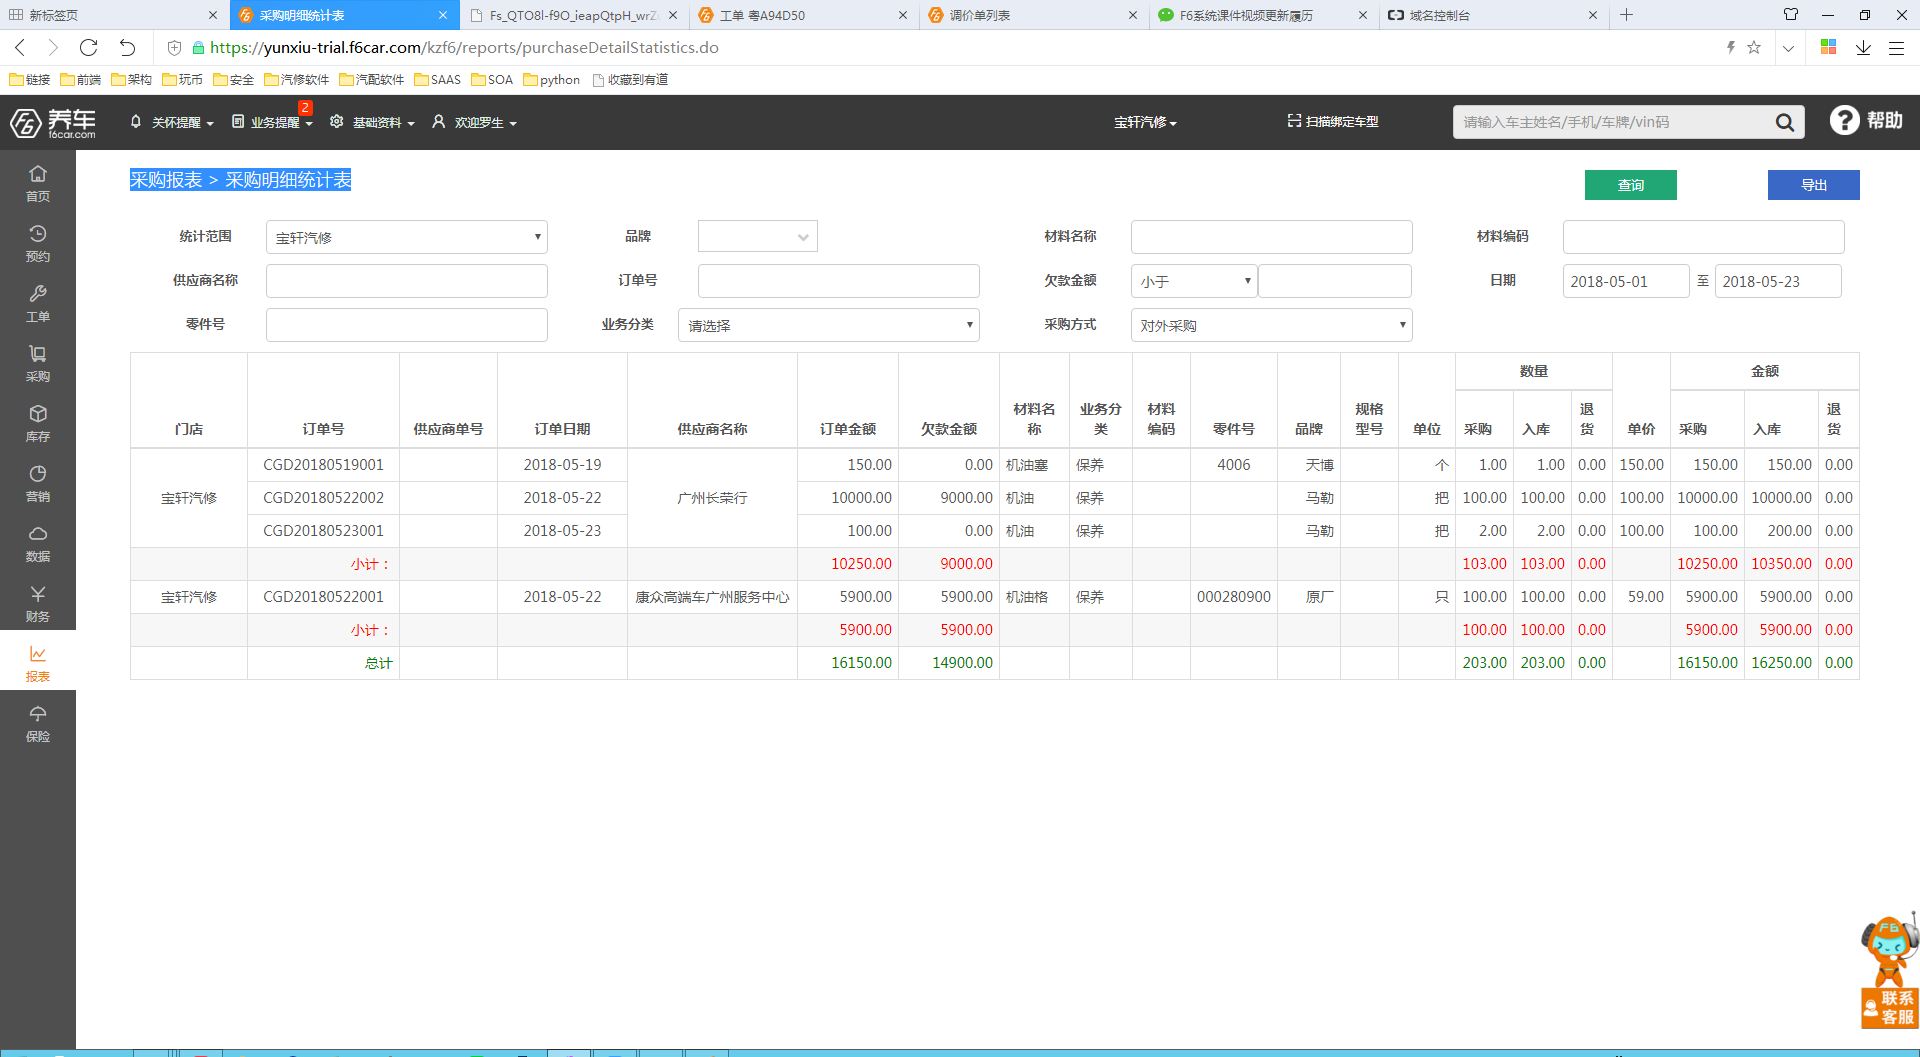 新标签页
采购明细统计表
Fs_QTO8l-f9O_ieapQtpH_wrZ
工单 粤A94D50
调价单列表
F6系统课件视频更新履历
域名控制台
https://yunxiu-trial.f6car.com/kzf6/reports/purchaseDetailStatistics.do
链接 前端 架构 玩币 安全 汽修软件 汽配软件 SAAS SOA python 收藏到有道
养车
f6car.com
关怀提醒 业务提醒 2 基础资料 欢迎罗生
宝轩汽修 扫描绑定车型 请输入车主姓名/手机/车牌/vin码 帮助
首页
预约
工单
采购
库存
营销
数据
财务
报表
保险
采购报表 > 采购明细统计表
查询 导出
统计范围 宝轩汽修 品牌 材料名称 材料编码
供应商名称 订单号 欠款金额 小于 日期 2018-05-01 至 2018-05-23
零件号 业务分类 请选择 采购方式 对外采购
门店 订单号 供应商单号 订单日期 供应商名称 订单金额 欠款金额 材料名称 业务分类 材料编码 零件号 品牌 规格型号 单位 数量 采购 入库 退货 单价 金额 采购 入库 退货
宝轩汽修 CGD20180519001 2018-05-19 广州长荣行 150.00 0.00 机油塞 保养 4006 天博 个 1.00 1.00 0.00 150.00 150.00 150.00 0.00
CGD20180522002 2018-05-22 10000.00 9000.00 机油 保养 马勒 把 100.00 100.00 0.00 100.00 10000.00 10000.00 0.00
CGD20180523001 2018-05-23 100.00 0.00 机油 保养 马勒 把 2.00 2.00 0.00 100.00 100.00 200.00 0.00
小计： 10250.00 9000.00 103.00 103.00 0.00 10250.00 10350.00 0.00
宝轩汽修 CGD20180522001 2018-05-22 康众高端车广州服务中心 5900.00 5900.00 机油格 保养 000280900 原厂 只 100.00 100.00 0.00 59.00 5900.00 5900.00 0.00
小计： 5900.00 5900.00 100.00 100.00 0.00 5900.00 5900.00 0.00
总计 16150.00 14900.00 203.00 203.00 0.00 16150.00 16250.00 0.00
F6
联系
客服